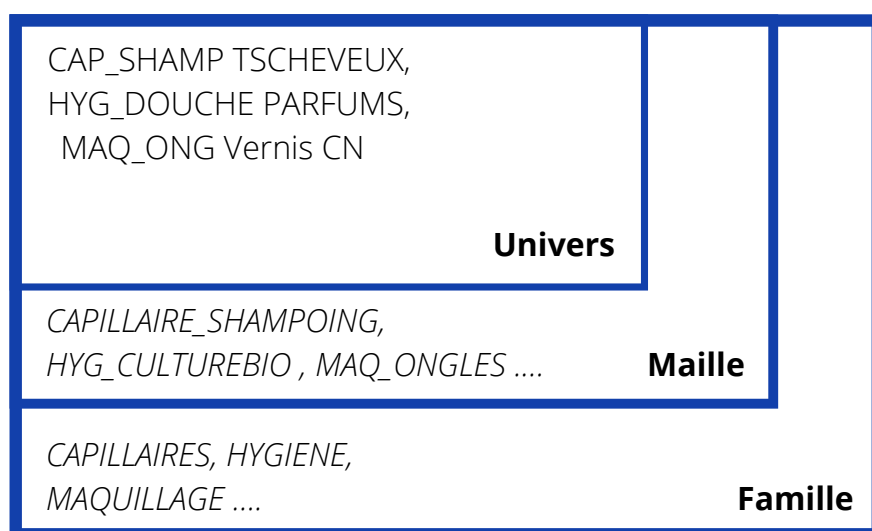 CAP_SHAMP TSCHEVEUX,
HYG_DOUCHE PARFUMS,
MAQ_ONG Vernis CN
Univers
CAPILLAIRE_SHAMPOING,
HYG_CULTUREBIO , MAQ_ONGLES .... Maille
CAPILLAIRES, HYGIENE,
MAQUILLAGE .... Famille